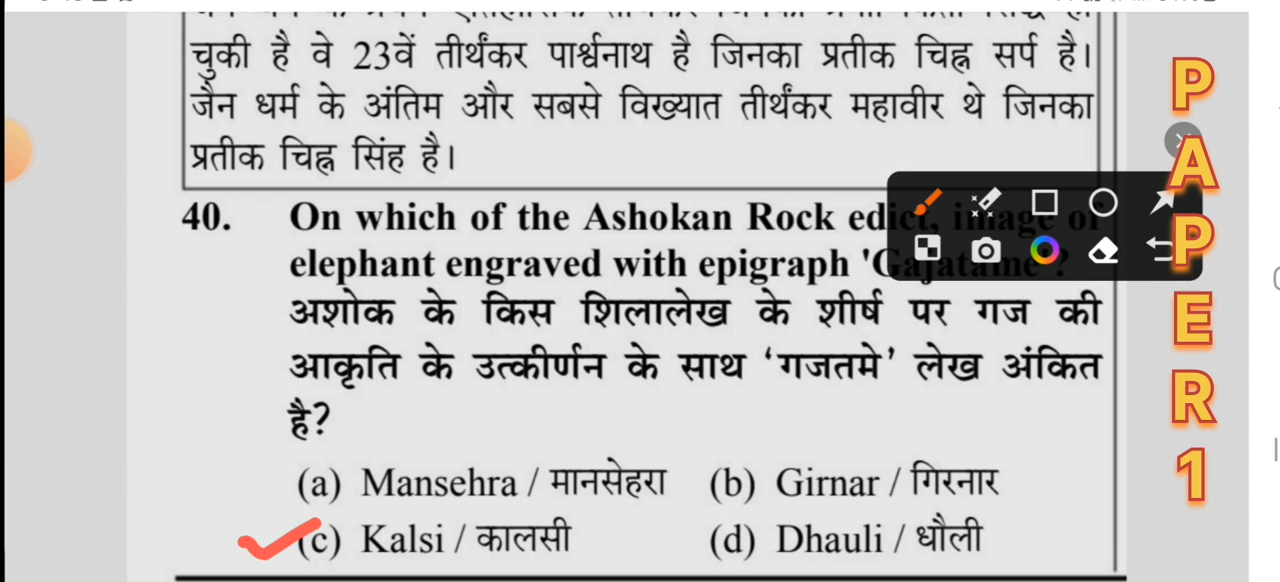 चुकी है वे 23वें तीर्थंकर पार्श्वनाथ है जिनका प्रतीक चिह्न सर्प है।
जैन धर्म के अंतिम और सबसे विख्यात तीर्थंकर महावीर थे जिनका
प्रतीक चिह्न सिंह है।
40. On which of the Ashokan Rock edict, image of
elephant engraved with epigraph 'Gajatame'?
अशोक के किस शिलालेख के शीर्ष पर गज की
आकृति के उत्कीर्णन के साथ ‘गजतमे’ लेख अंकित
है?
(a) Mansehra / मानसेहरा (b) Girnar / गिरनार
(c) Kalsi / कालसी (d) Dhauli / धौली
PAPER 1